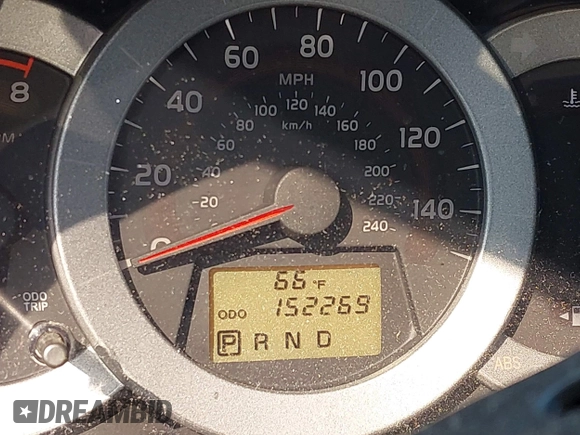 80
60
100
MPH
40
120
100 120 140
80 km/h 160
60 180
20
40 200
20 220
140
0 240
8
ODO
TRIP
66°F
ODO 152269
P R N D
ABS
DREAMBID